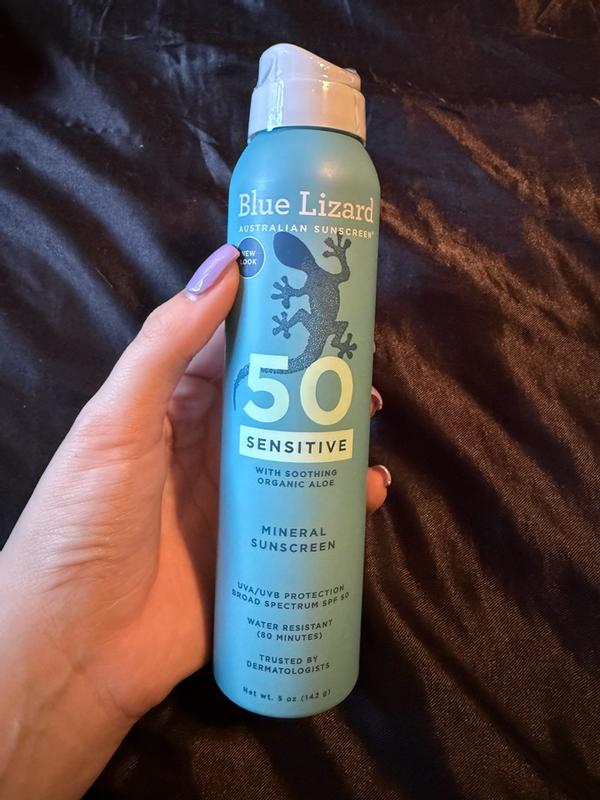 Blue Lizard
AUSTRALIAN SUNSCREEN®
NEW
LOOK
50
SENSITIVE
WITH SOOTHING
ORGANIC ALOE
MINERAL
SUNSCREEN
UVA/UVB PROTECTION
BROAD SPECTRUM SPF 50
WATER RESISTANT
(80 MINUTES)
TRUSTED BY
DERMATOLOGISTS
Net wt. 5 oz (142 g)